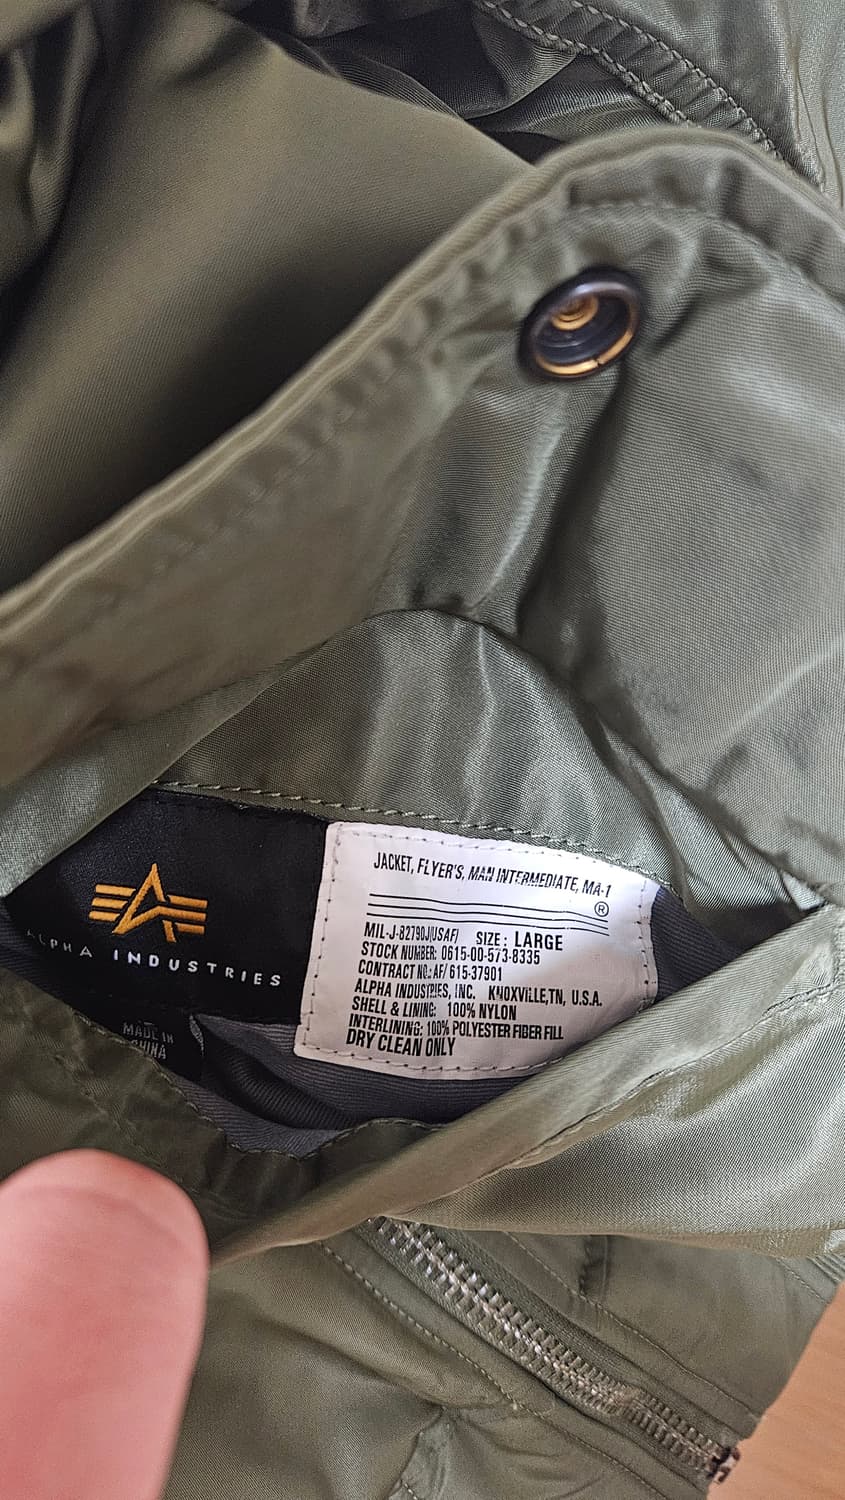 JACKET, FLYER'S, MAN INTERMEDIATE, MA-1
®
MIL-J-82790J(USAF) SIZE: LARGE
STOCK NUMBER: 0615-00-573-8335
CONTRACT NO.: AF/ 615-37901
ALPHA INDUSTRIES, INC. KNOXVILLE,TN, U.S.A.
SHELL & LINING: 100% NYLON
INTERLINING: 100% POLYESTER FIBER FILL
DRY CLEAN ONLY
ALPHA INDUSTRIES
MADE IN
CHINA